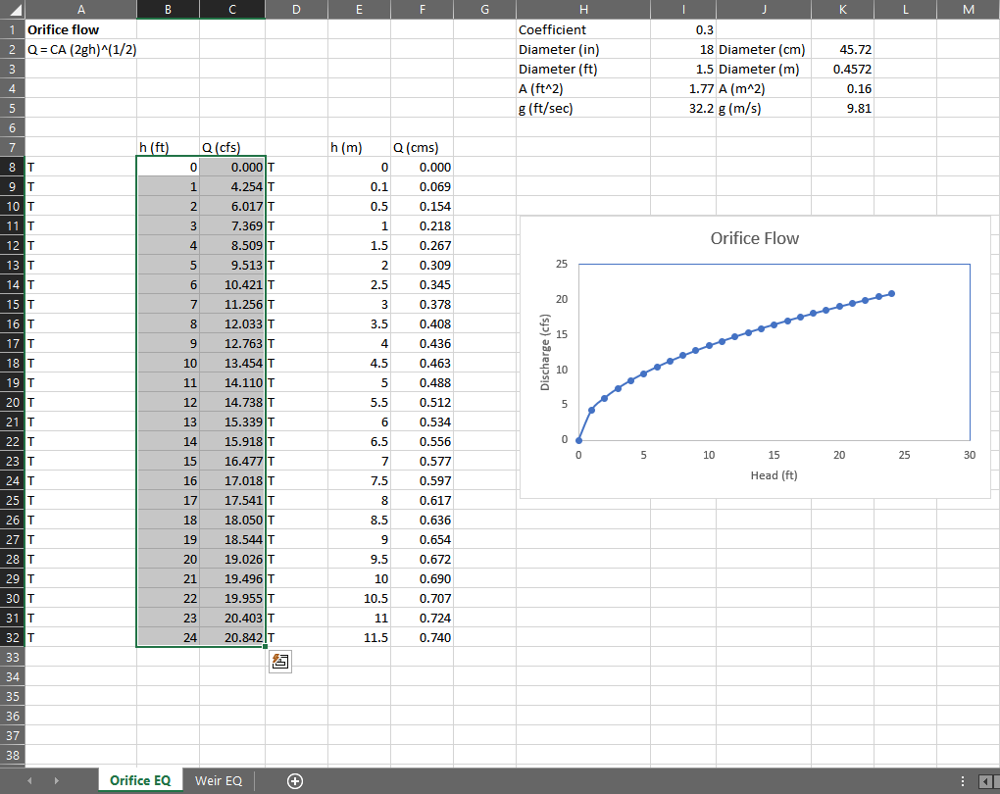 A B C D E F G H I J K L M
1 Orifice flow Coefficient 0.3
2 Q = CA (2gh)^(1/2) Diameter (in) 18 Diameter (cm) 45.72
3 Diameter (ft) 1.5 Diameter (m) 0.4572
4 A (ft^2) 1.77 A (m^2) 0.16
5 g (ft/sec) 32.2 g (m/s) 9.81
6
7 h (ft) Q (cfs) h (m) Q (cms)
8 T 0 0.000 T 0 0.000
9 T 1 4.254 T 0.1 0.069
10 T 2 6.017 T 0.5 0.154
11 T 3 7.369 T 1 0.218
12 T 4 8.509 T 1.5 0.267
13 T 5 9.513 T 2 0.309
14 T 6 10.421 T 2.5 0.345
15 T 7 11.256 T 3 0.378
16 T 8 12.033 T 3.5 0.408
17 T 9 12.763 T 4 0.436
18 T 10 13.454 T 4.5 0.463
19 T 11 14.110 T 5 0.488
20 T 12 14.738 T 5.5 0.512
21 T 13 15.339 T 6 0.534
22 T 14 15.918 T 6.5 0.556
23 T 15 16.477 T 7 0.577
24 T 16 17.018 T 7.5 0.597
25 T 17 17.541 T 8 0.617
26 T 18 18.050 T 8.5 0.636
27 T 19 18.544 T 9 0.654
28 T 20 19.026 T 9.5 0.672
29 T 21 19.496 T 10 0.690
30 T 22 19.955 T 10.5 0.707
31 T 23 20.403 T 11 0.724
32 T 24 20.842 T 11.5 0.740
33
34
35
36
37
38
Orifice Flow
Discharge (cfs)
25
20
15
10
5
0
0 5 10 15 20 25 30
Head (ft)
Orifice EQ Weir EQ